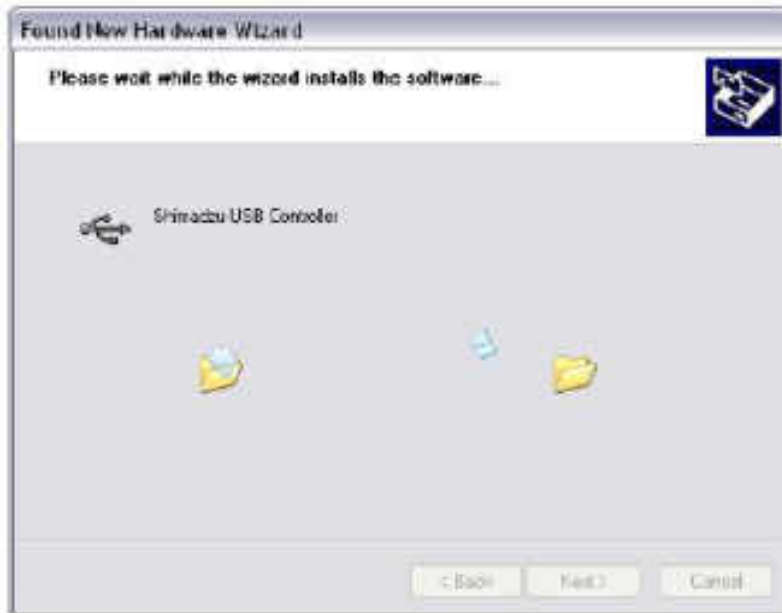 Found New Hardware Wizard
Please wait while the wizard installs the software...
Shimadzu USB Controller
< Back
Next >
Cancel